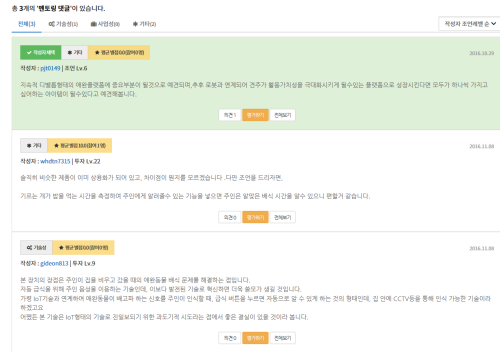 총 3개의 '멘토링 댓글'이 있습니다.
전체(3) 기술성(1) 사업성(0) 기타(2) 작성자 조언레벨 순
작성자채택 기타 평균별점 0.0(참여 0명) 2016.10.29
작성자 : pjt0149 | 조언 Lv.6
지속적 디벨롭형태의 애완플랫폼에 중요부분이 될것으로 예견되며,추후 로봇과 연계되어 견주가 활용가치성을 극대화시키게 될수있는 플랫폼으로 성장시킨다면 모두가 하나씩 가지고
싶어하는 아이템이 될수있다고 예견해봅니다.
의견 1 평가하기 전체보기
기타 평균별점 0.0(참여 0명) 2016.11.08
작성자 : whdtn7315 | 투자 Lv.22
솔직히 비슷한 제품이 이미 상용화가 되어 있고, 차이점이 뭔지를 모르겠습니다. 다만 조언을 드리자면,
기르는 개가 밥을 먹는 시간을 측정하여 주인에게 알려줄수 있는 기능을 넣으면 주인은 알맞은 배식 시간을 알수 있으니 편할거 같습니다.
의견 0 평가하기 전체보기
기술성 평균별점 0.0(참여 0명) 2016.11.08
작성자 : gideon813 | 투자 Lv.9
본 장치의 장점은 주인이 집을 비우고 간을 때의 애완동물 배식 문제를 해결하는 점입니다.
자동 급식을 위해 주인 음성을 이용하는 기술인데, 이보다 발전된 기술로 혁신하면 더욱 쓸모가 생길 것입니다.
가령 IoT기술과 연계하여 애완동물이 배고파 하는 신호를 주인이 인식할 때, 급식 버튼을 누르면 자동으로 알 수 있게 하는 것의 형태인데, 집 안에 CCTV등을 통해 인식 가능한 기술이라
하겠고요
어쨌든 본 기술은 IoT형태의 기술로 진일보되기 위한 과도기적 시도라는 점에서 좋은 결실이 있을 것이라 봅니다.
의견 0 평가하기 전체보기